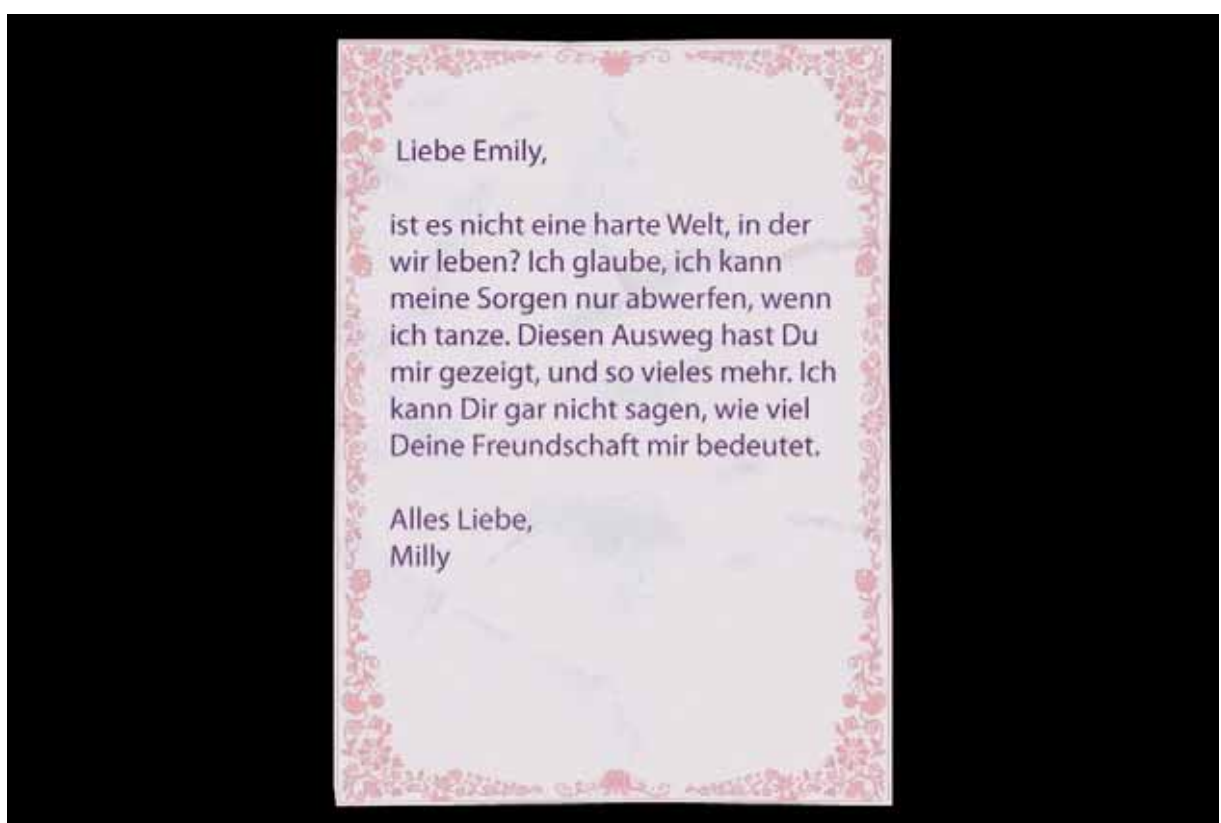 Liebe Emily,
ist es nicht eine harte Welt, in der
wir leben? Ich glaube, ich kann
meine Sorgen nur abwerfen, wenn
ich tanze. Diesen Ausweg hast Du
mir gezeigt, und so vieles mehr. Ich
kann Dir gar nicht sagen, wie viel
Deine Freundschaft mir bedeutet.
Alles Liebe,
Milly